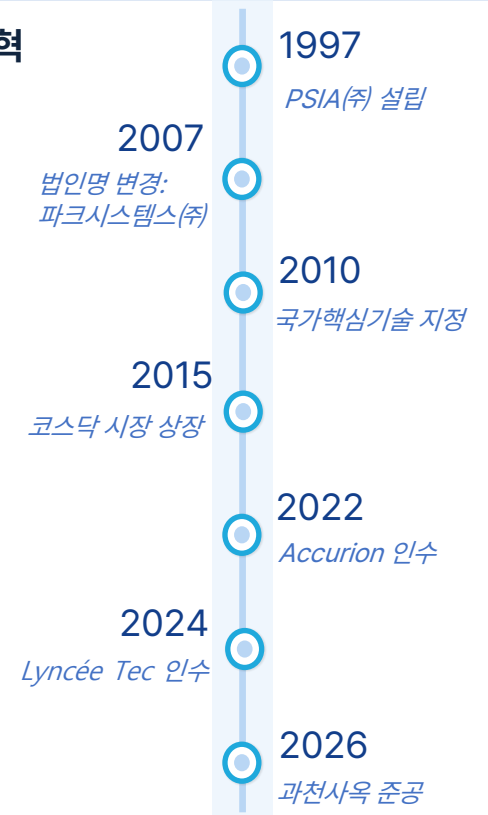 혁
1997
PSIA㈜ 설립
2007
법인명 변경:
파크시스템스㈜
2010
국가핵심기술 지정
2015
코스닥 시장 상장
2022
Accurion 인수
2024
Lyncée Tec 인수
2026
과천사옥 준공